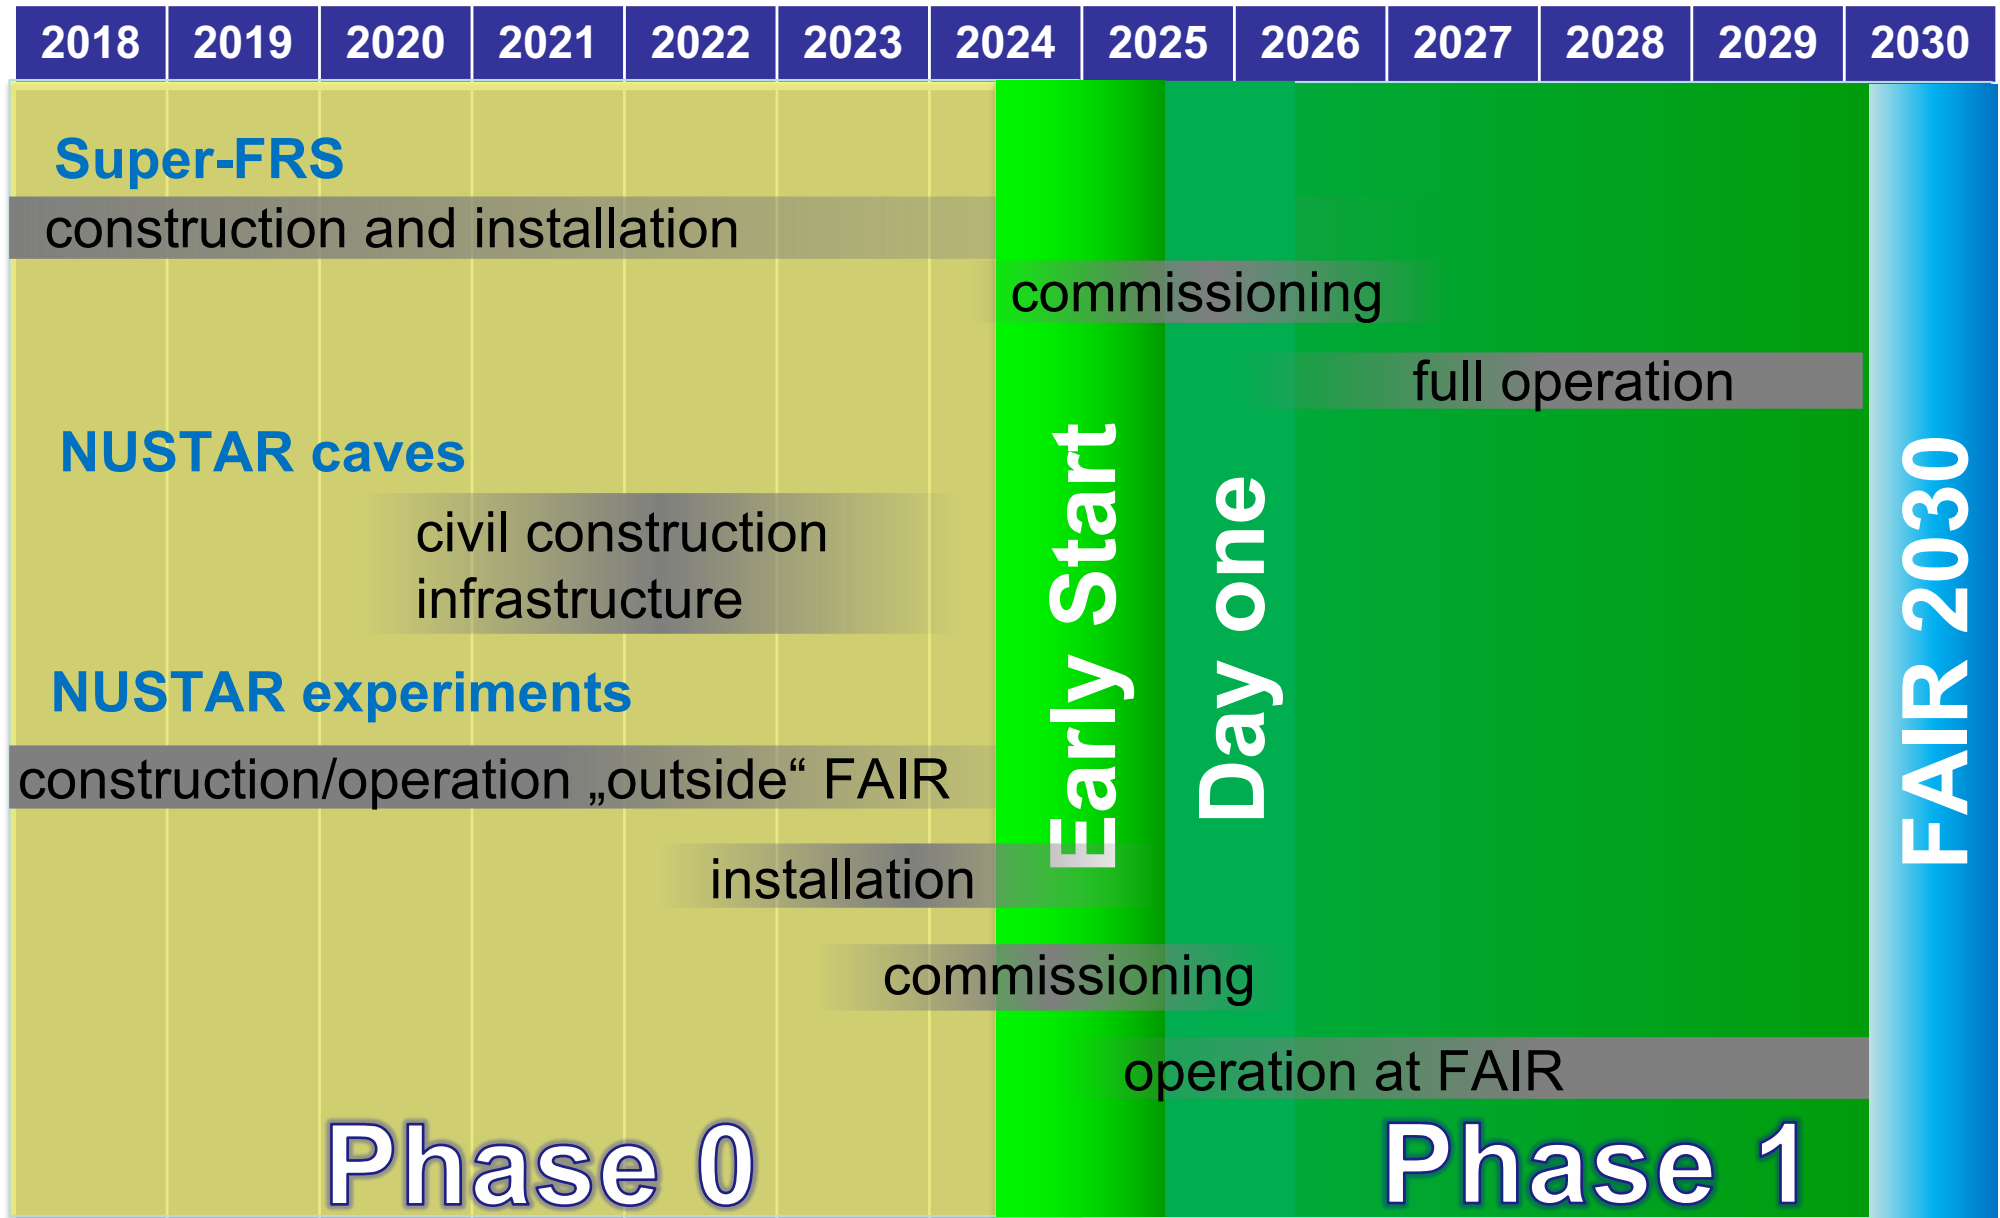 2018 2019 2020 2021 2022 2023 2024 2025 2026 2027 2028 2029 2030
Super-FRS
construction and installation
commissioning
full operation
NUSTAR caves
civil construction
infrastructure
NUSTAR experiments
construction/operation „outside“ FAIR
installation
commissioning
operation at FAIR
Early Start
Day one
FAIR 2030
Phase 0
Phase 1